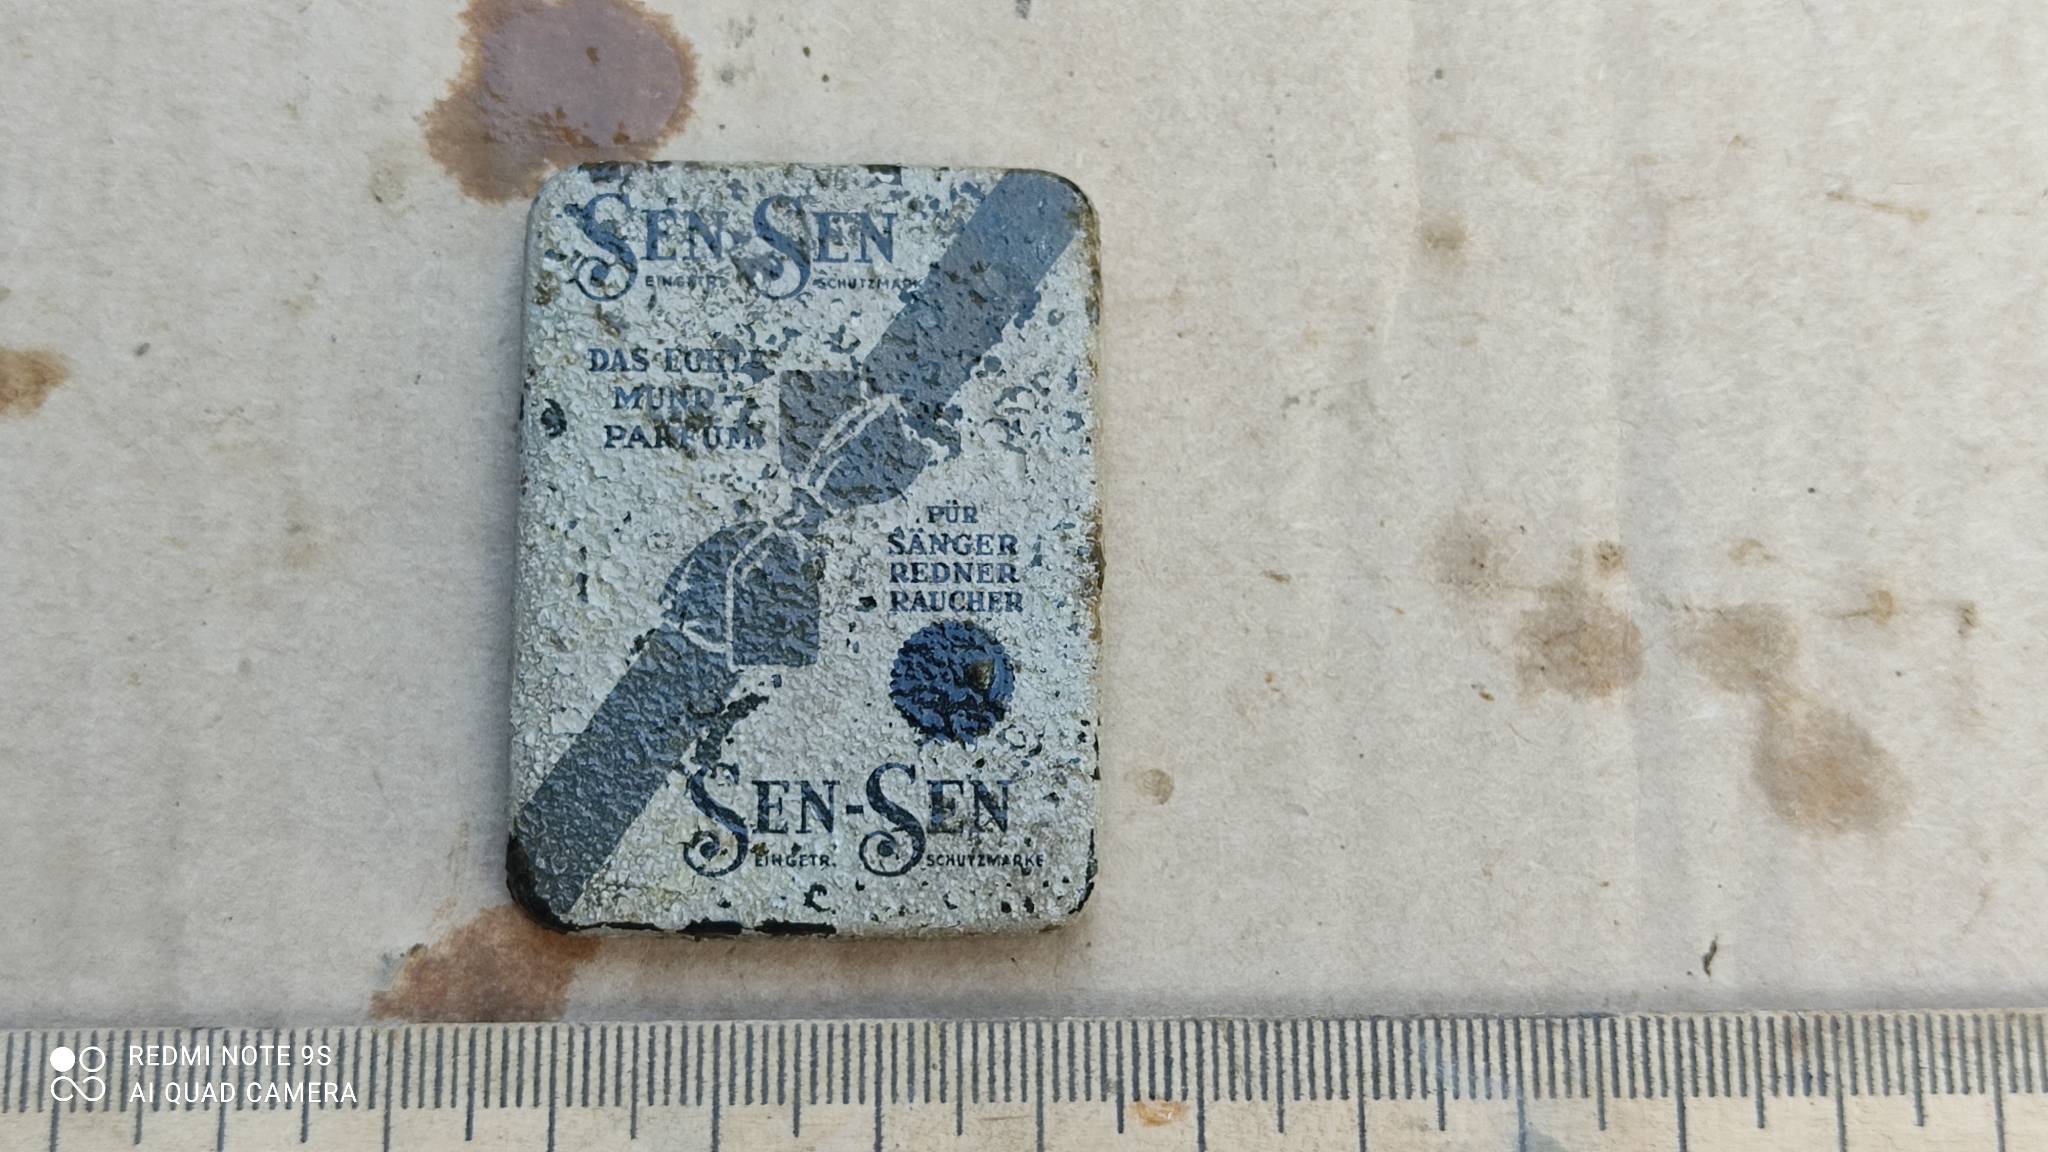 SEN-SEN
EINGETR. SCHUTZMARKE
DAS ECHTE
MUND-
PARFUM
FÜR
SÄNGER
REDNER
RAUCHER
SEN-SEN
EINGETR. SCHUTZMARKE
REDMI NOTE 9S
AI QUAD CAMERA